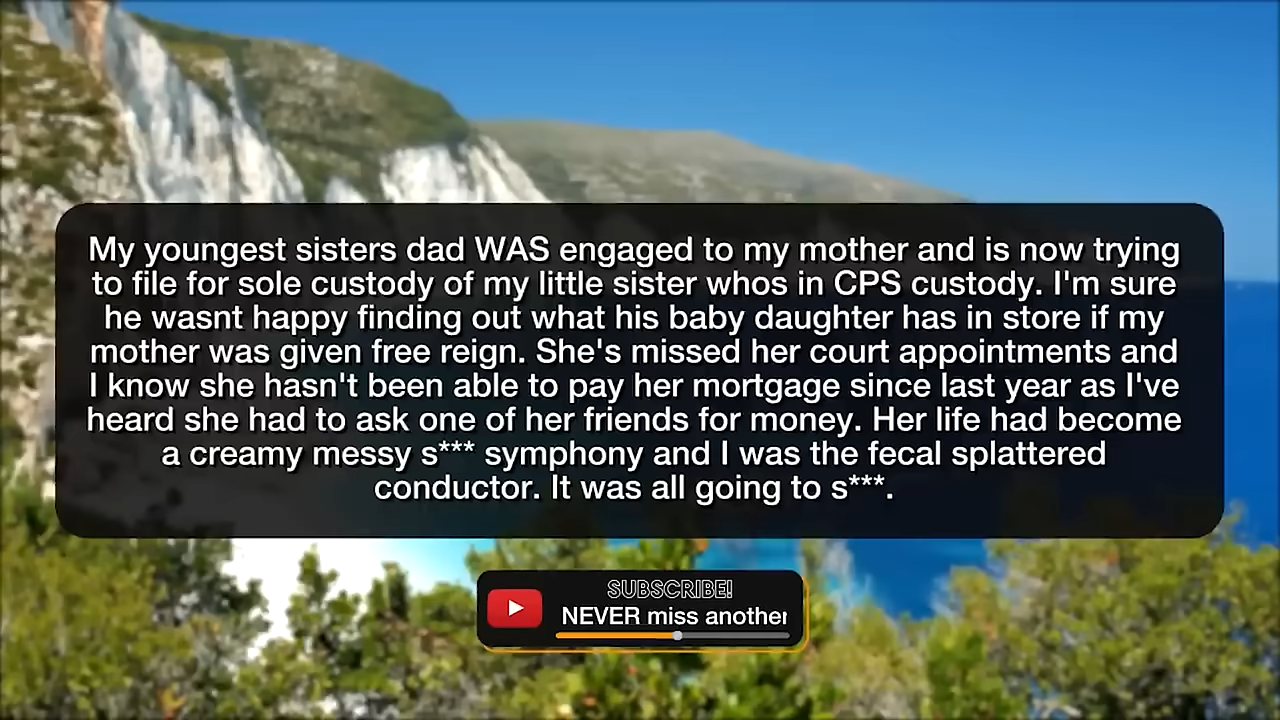 My youngest sisters dad WAS engaged to my mother and is now trying
to file for sole custody of my little sister whos in CPS custody. I'm sure
he wasnt happy finding out what his baby daughter has in store if my
mother was given free reign. She's missed her court appointments and
I know she hasn't been able to pay her mortgage since last year as I've
heard she had to ask one of her friends for money. Her life had become
a creamy messy s*** symphony and I was the fecal splattered
conductor. It was all going to s***.
SUBSCRIBE!
NEVER miss another